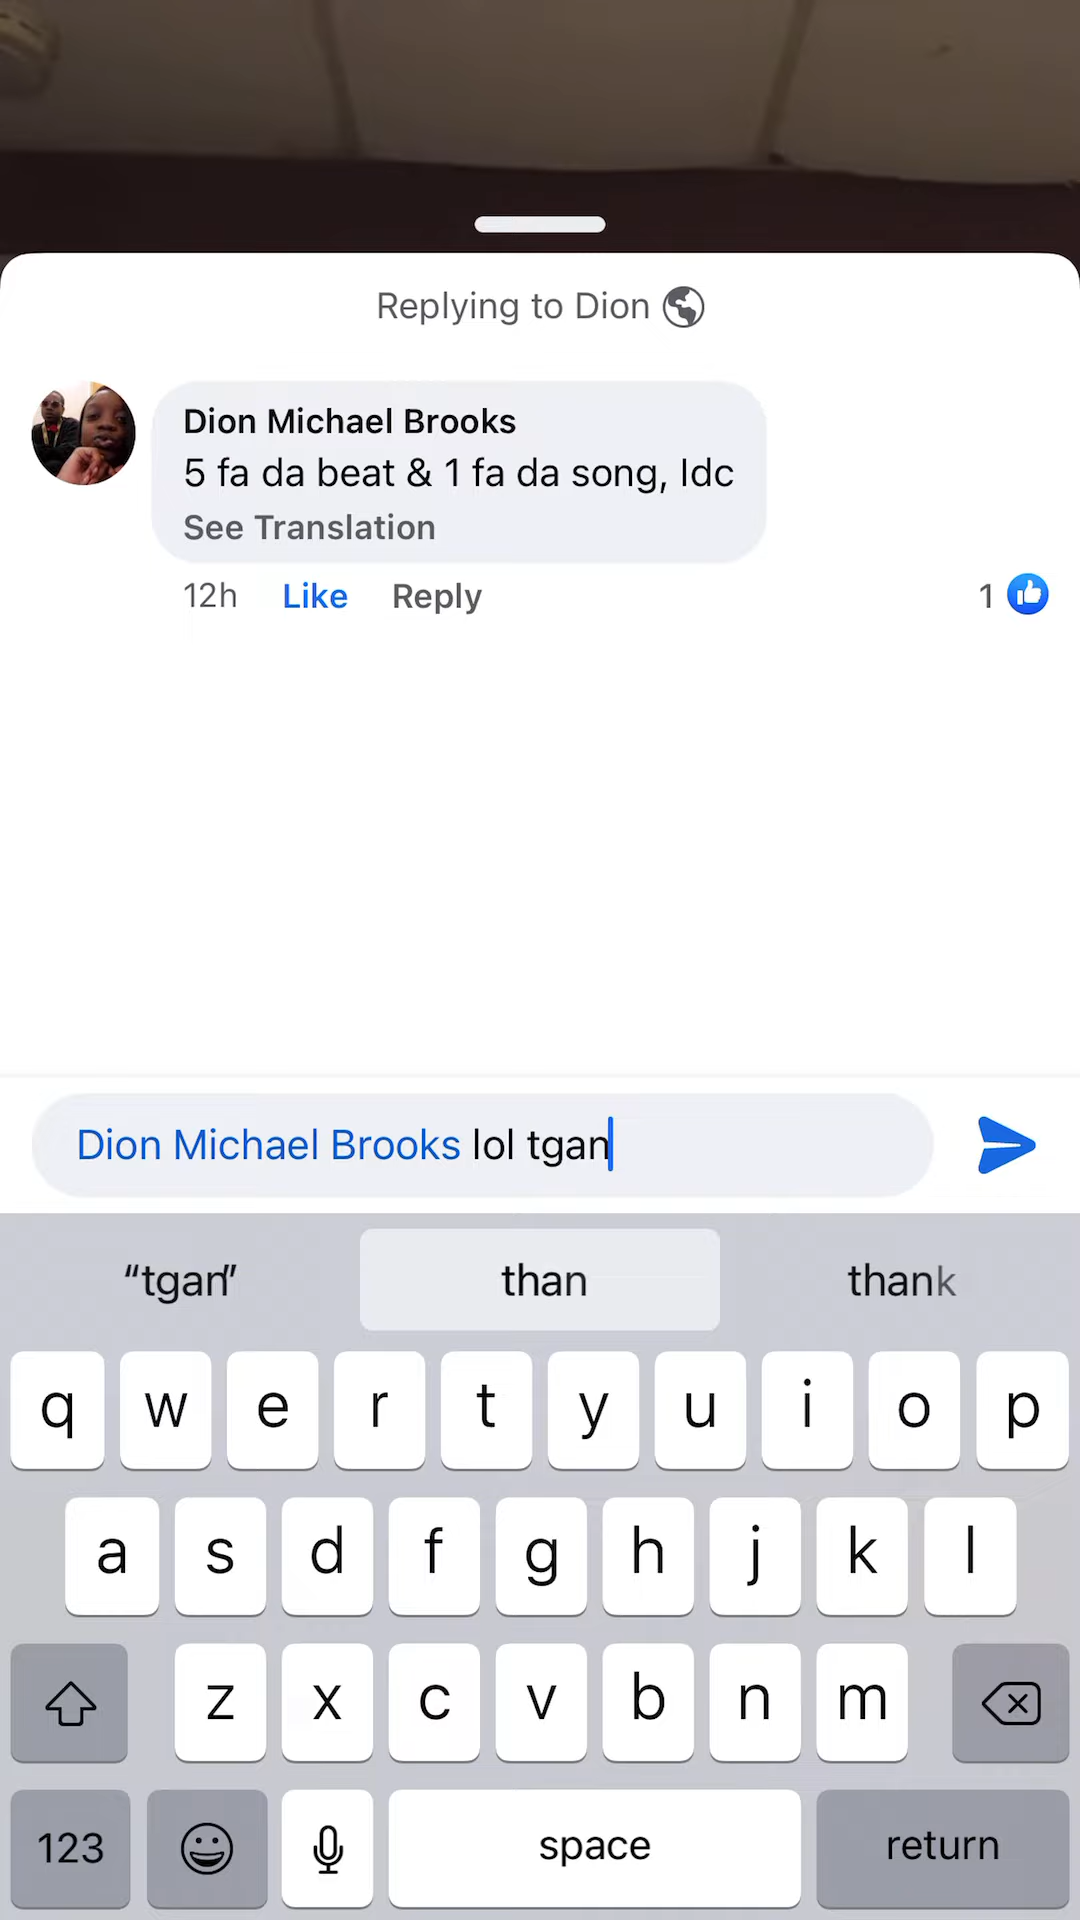 Replying to Dion
Dion Michael Brooks
5 fa da beat & 1 fa da song, Idc
See Translation
12h Like Reply 1
Dion Michael Brooks lol tgan
“tgan” than thank
q w e r t y u i o p
a s d f g h j k l
z x c v b n m
123 space return